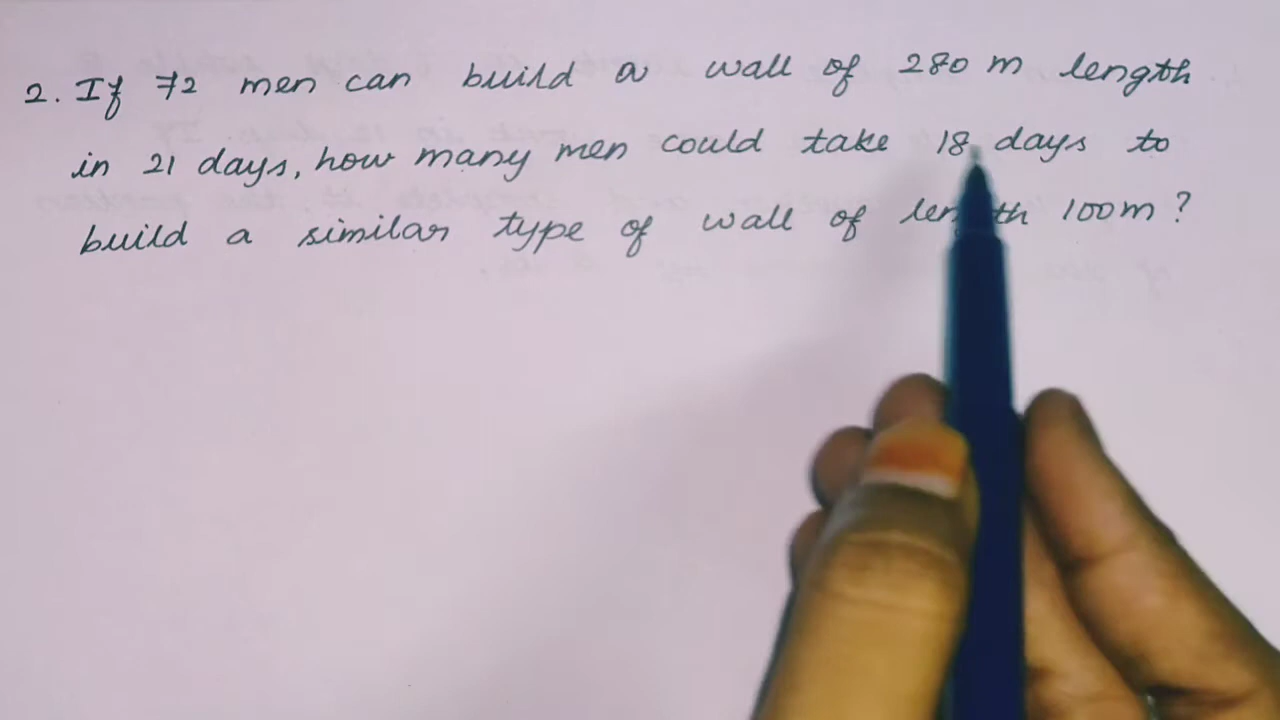 2. If 72 men can build a wall of 280 m length
in 21 days, how many men could take 18 days to
build a similar type of wall of length 100m?